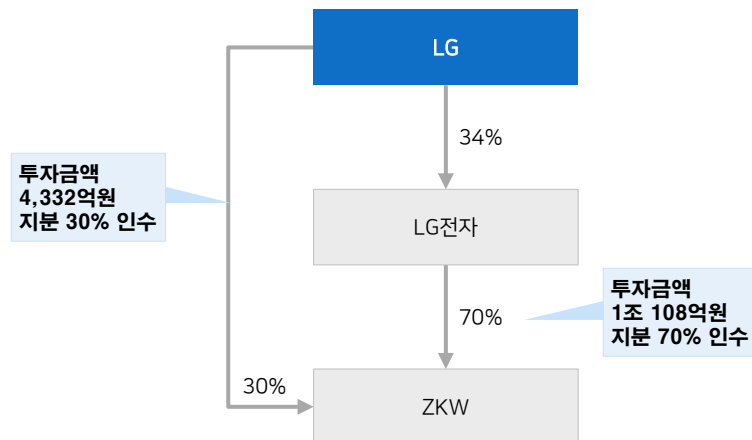 LG
34%
투자금액
4,332억원
지분 30% 인수
LG전자
투자금액
1조 108억원
지분 70% 인수
70%
30%
ZKW